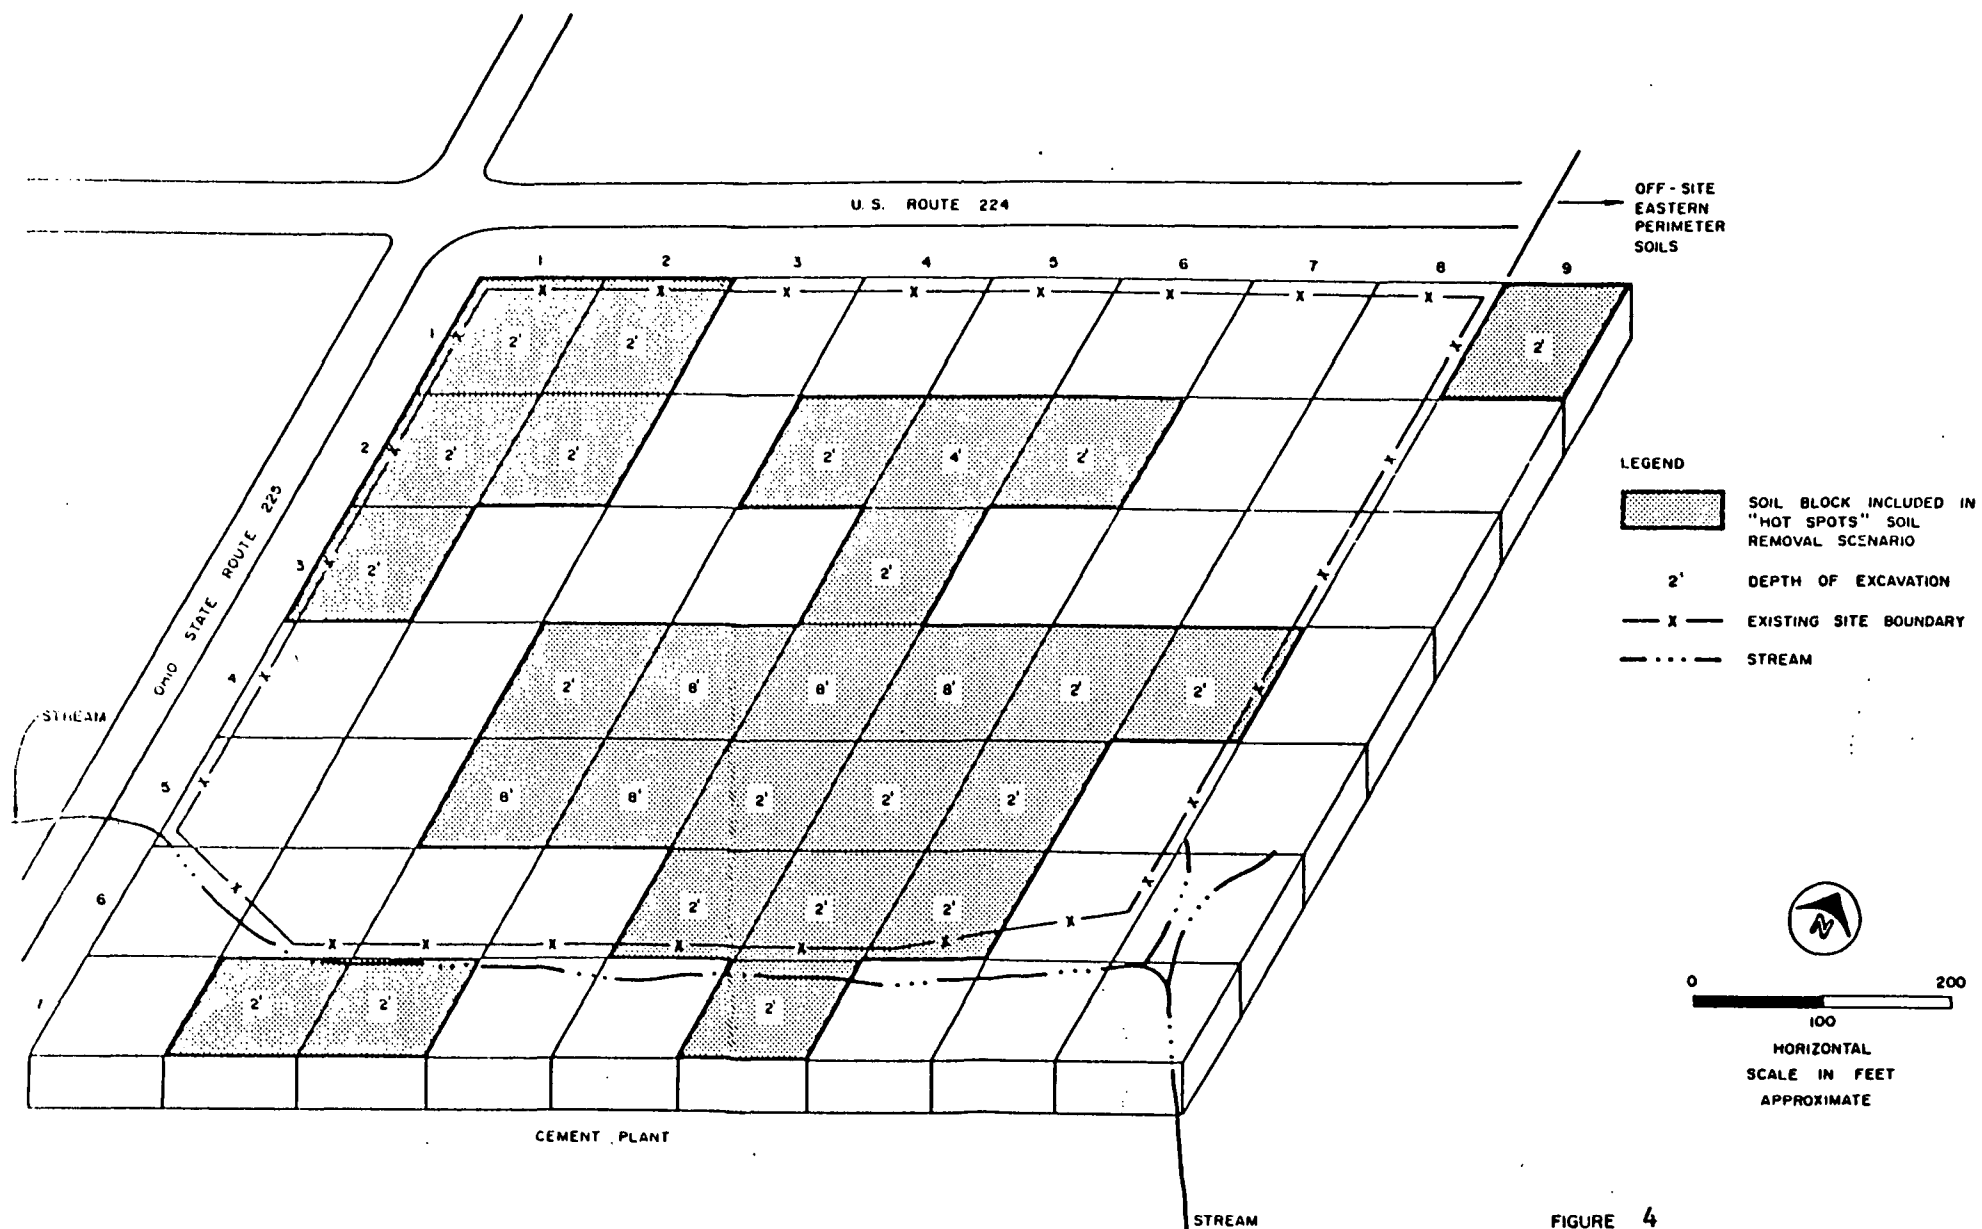 U.S. ROUTE 224
OFF-SITE
EASTERN
PERIMETER
SOILS
1 2 3 4 5 6 7 8 9
1
2' 2' 2'
2
2' 2' 2' 4' 2'
3
2' 2'
OHIO STATE ROUTE 225
4
2' 8' 8' 8' 2' 2'
STREAM
5
8' 8' 2' 2' 2'
6
2' 2' 2'
7
2' 2' 2'
CEMENT PLANT
STREAM
LEGEND
SOIL BLOCK INCLUDED IN
"HOT SPOTS" SOIL
REMOVAL SCENARIO
2' DEPTH OF EXCAVATION
X EXISTING SITE BOUNDARY
STREAM
N
0 200
100
HORIZONTAL
SCALE IN FEET
APPROXIMATE
FIGURE 4